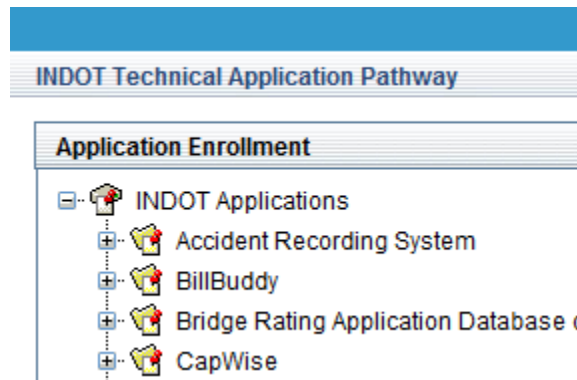 INDOT Technical Application Pathway
Application Enrollment
INDOT Applications
Accident Recording System
BillBuddy
Bridge Rating Application Database
CapWise